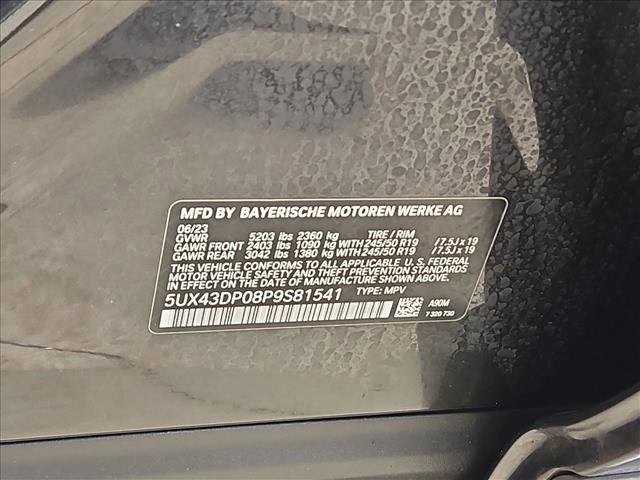 MFD BY BAYERISCHE MOTOREN WERKE AG
06/23
GVWR 5203 lbs 2360 kg TIRE / RIM
GAWR FRONT 2403 lbs 1090 kg WITH 245/50 R19 / 7.5J x 19
GAWR REAR 3042 lbs 1380 kg WITH 245/50 R19 / 7.5J x 19
THIS VEHICLE CONFORMS TO ALL APPLICABLE FEDERAL
MOTOR VEHICLE SAFETY AND THEFT PREVENTION STANDARDS
IN EFFECT ON THE DATE OF MANUFACTURE SHOWN ABOVE.
5UX43DP08P9S81541 TYPE: MPV
A90M
7 320 730